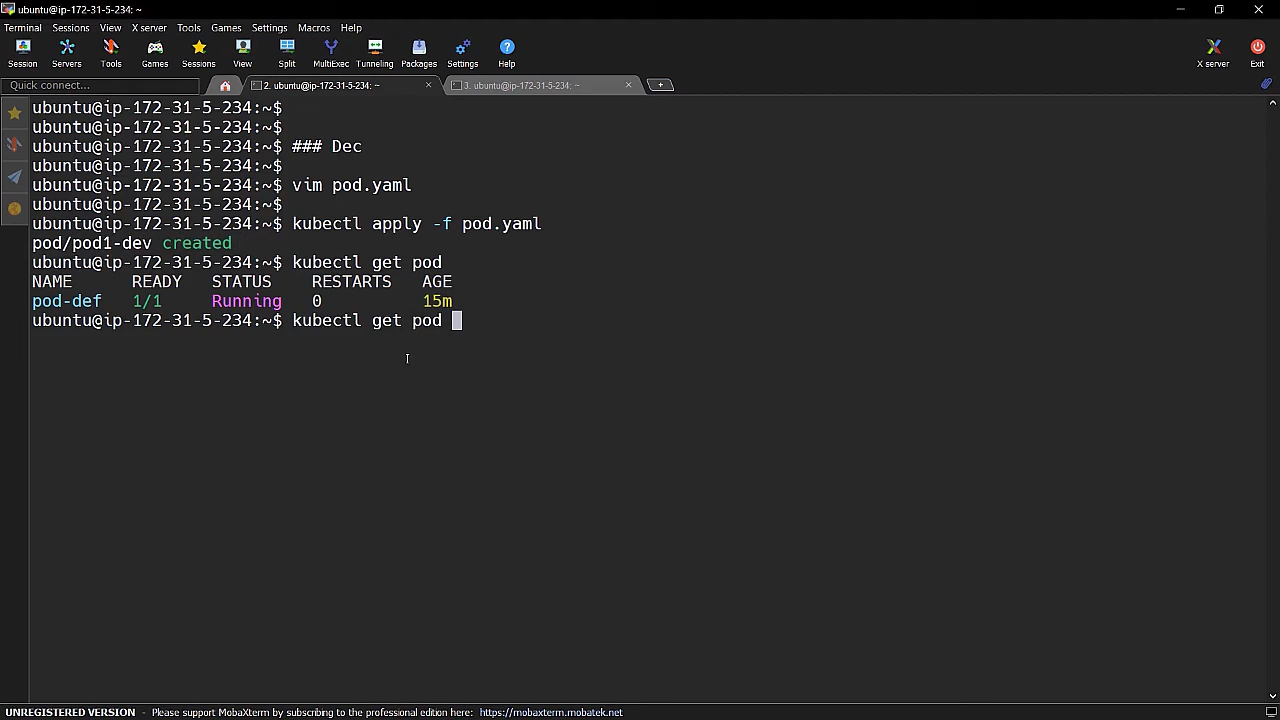 ubuntu@ip-172-31-5-234: ~
Terminal Sessions View X server Tools Games Settings Macros Help
Session Servers Tools Games Sessions View Split MultiExec Tunneling Packages Settings Help X server Exit
Quick connect... 2. ubuntu@ip-172-31-5-234: ~ 3. ubuntu@ip-172-31-5-234: ~
ubuntu@ip-172-31-5-234:~$
ubuntu@ip-172-31-5-234:~$
ubuntu@ip-172-31-5-234:~$ ### Dec
ubuntu@ip-172-31-5-234:~$
ubuntu@ip-172-31-5-234:~$ vim pod.yaml
ubuntu@ip-172-31-5-234:~$
ubuntu@ip-172-31-5-234:~$ kubectl apply -f pod.yaml
pod/pod1-dev created
ubuntu@ip-172-31-5-234:~$ kubectl get pod
NAME READY STATUS RESTARTS AGE
pod-def 1/1 Running 0 15m
ubuntu@ip-172-31-5-234:~$ kubectl get pod
UNREGISTERED VERSION - Please support MobaXterm by subscribing to the professional edition here: https://mobaxterm.mobatek.net